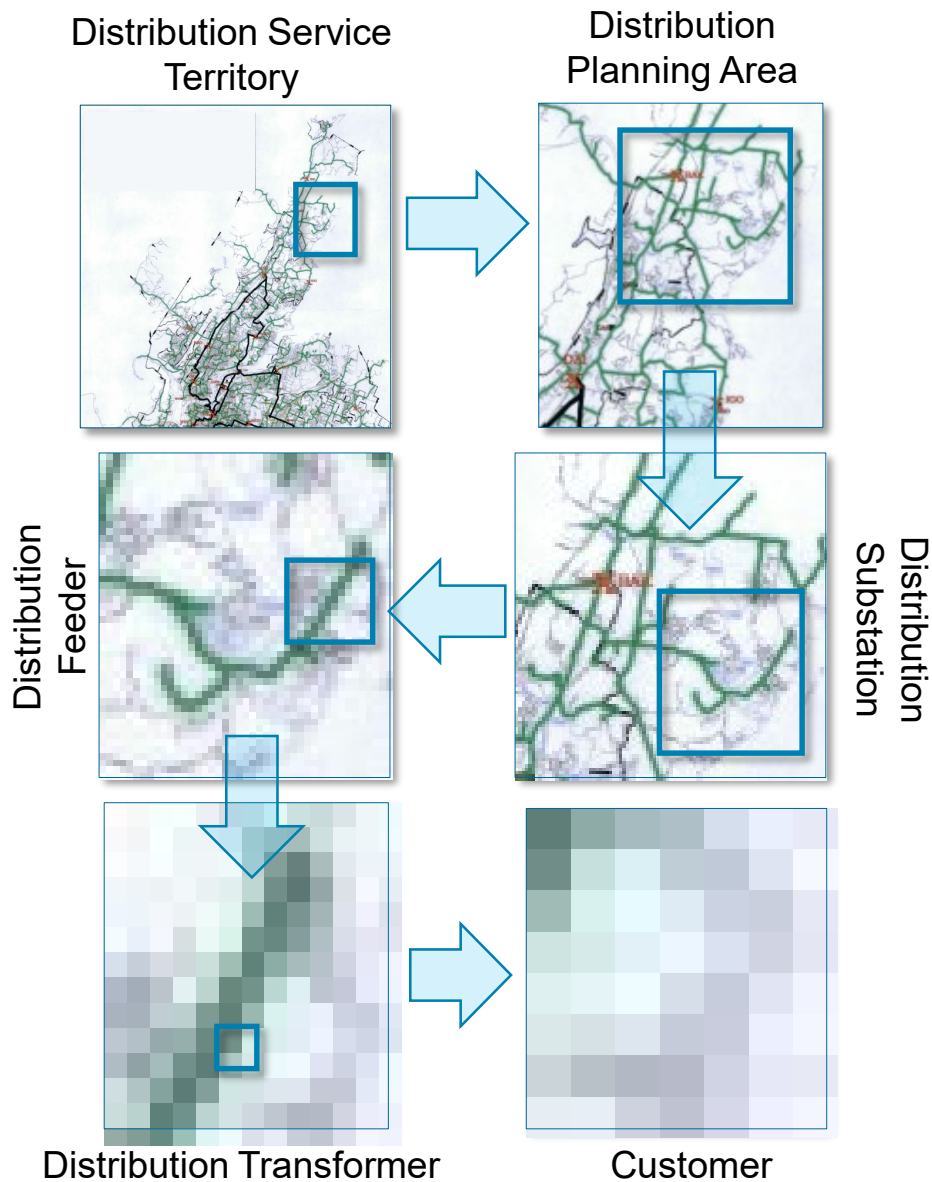 Distribution Service
Territory
Distribution
Planning Area
Distribution
Feeder
Distribution
Substation
Distribution Transformer
Customer